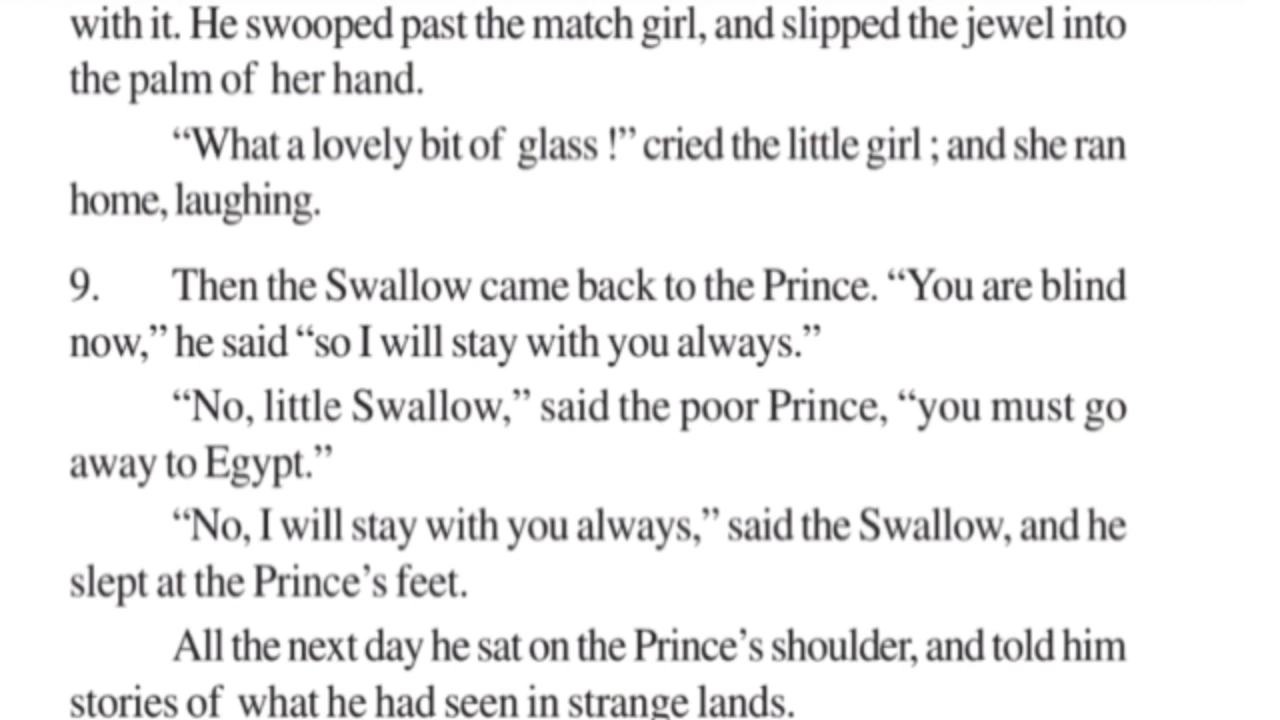 with it. He swooped past the match girl, and slipped the jewel into
the palm of her hand.
“What a lovely bit of glass !” cried the little girl ; and she ran
home, laughing.
9. Then the Swallow came back to the Prince. “You are blind
now,” he said “so I will stay with you always.”
“No, little Swallow,” said the poor Prince, “you must go
away to Egypt.”
“No, I will stay with you always,” said the Swallow, and he
slept at the Prince’s feet.
All the next day he sat on the Prince’s shoulder, and told him
stories of what he had seen in strange lands.